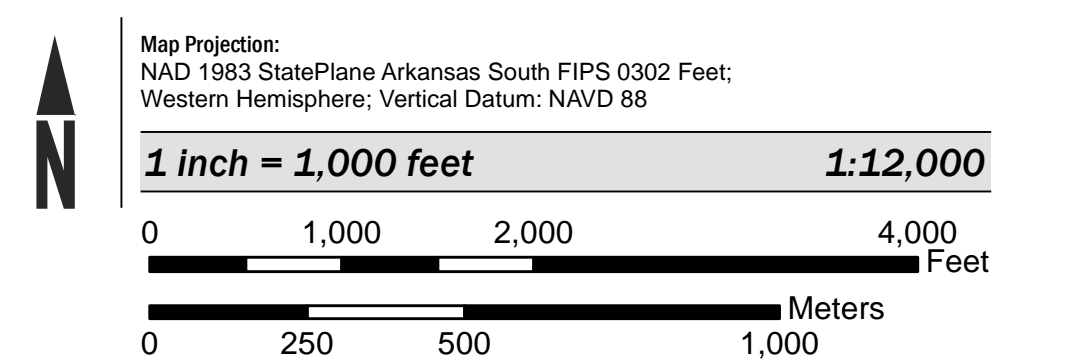 N
Map Projection:
NAD 1983 StatePlane Arkansas South FIPS 0302 Feet;
Western Hemisphere; Vertical Datum: NAVD 88
1 inch = 1,000 feet 1:12,000
0 1,000 2,000 4,000
Feet
Meters
0 250 500 1,000